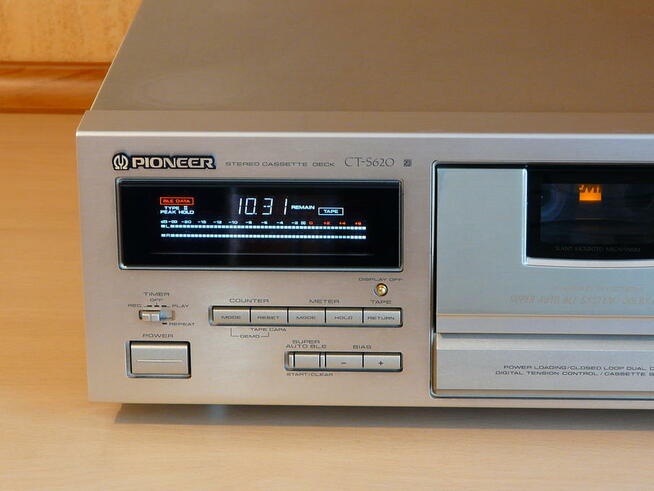 PIONEER STEREO CASSETTE DECK CT-S620
BLE DATA
TYPE II
PEAK HOLD
10.31 REMAIN TAPE
L
R
DISPLAY OFF
TIMER
OFF
REC PLAY
REPEAT
COUNTER METER TAPE
MODE RESET MODE HOLD RETURN
TAPE CAPA
DEMO
POWER
SUPER
AUTO BLE BIAS
- +
START/CLEAR
POWER LOADING/CLOSED LOOP DUAL
DIGITAL TENSION CONTROL/CASSETTE